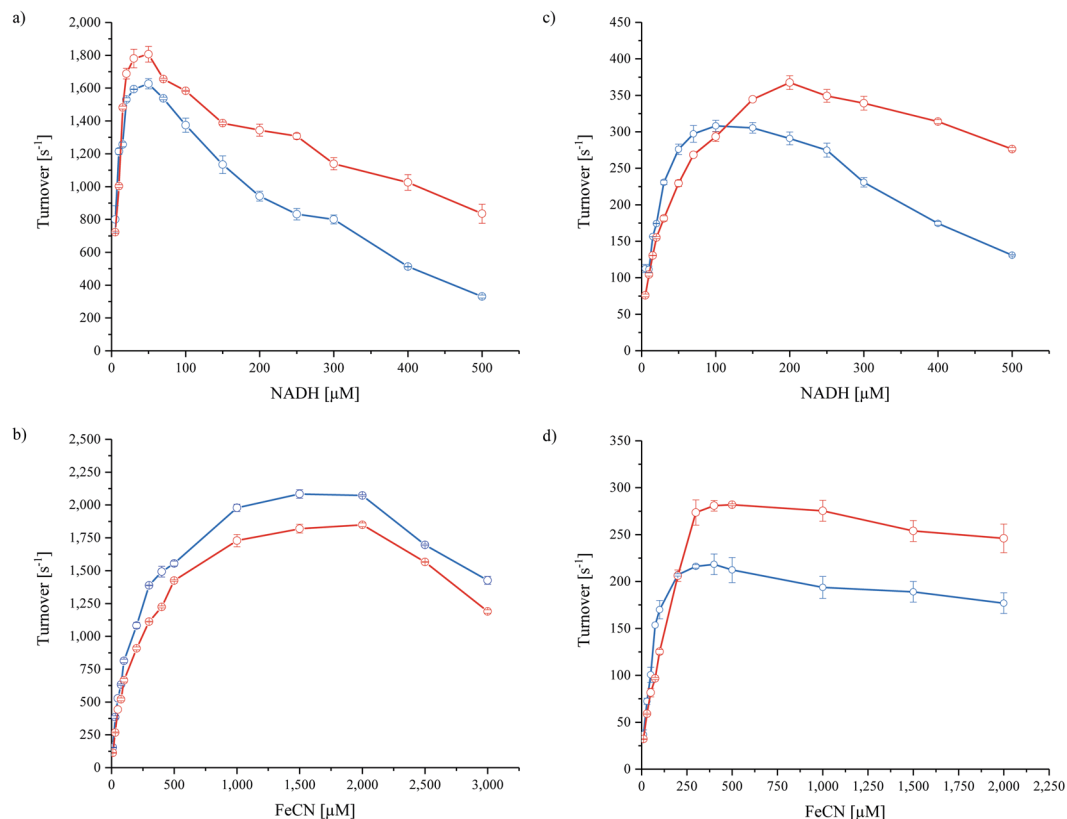 a)
2,000
1,800
1,600
1,400
1,200
1,000
800
600
400
200
0
Turnover [s⁻¹]
0 100 200 300 400 500
NADH [µM]
c)
450
400
350
300
250
200
150
100
50
0
Turnover [s⁻¹]
0 100 200 300 400 500
NADH [µM]
b)
2,500
2,250
2,000
1,750
1,500
1,250
1,000
750
500
250
0
Turnover [s⁻¹]
0 500 1,000 1,500 2,000 2,500 3,000
FeCN [µM]
d)
350
300
250
200
150
100
50
0
Turnover [s⁻¹]
0 250 500 750 1,000 1,250 1,500 1,750 2,000 2,250
FeCN [µM]